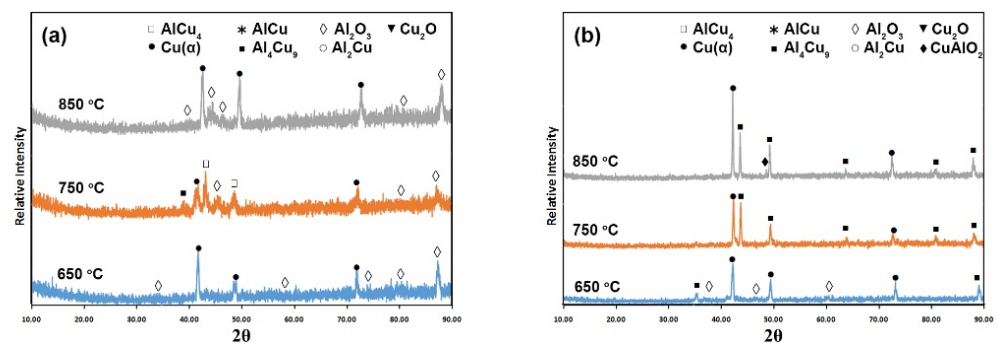 (a) □ AlCu₄ ✶ AlCu ◇ Al₂O₃ ▼ Cu₂O
● Cu(α) ■ Al₄Cu₉ ○ Al₂Cu
850 °C
750 °C
650 °C
Relative Intensity
10.00 20.00 30.00 40.00 50.00 60.00 70.00 80.00 90.00
2θ
(b) □ AlCu₄ ✶ AlCu ◇ Al₂O₃ ▼ Cu₂O
● Cu(α) ■ Al₄Cu₉ ○ Al₂Cu ♦ CuAlO₂
850 °C
750 °C
650 °C
Relative Intensity
10.00 20.00 30.00 40.00 50.00 60.00 70.00 80.00 90.00
2θ